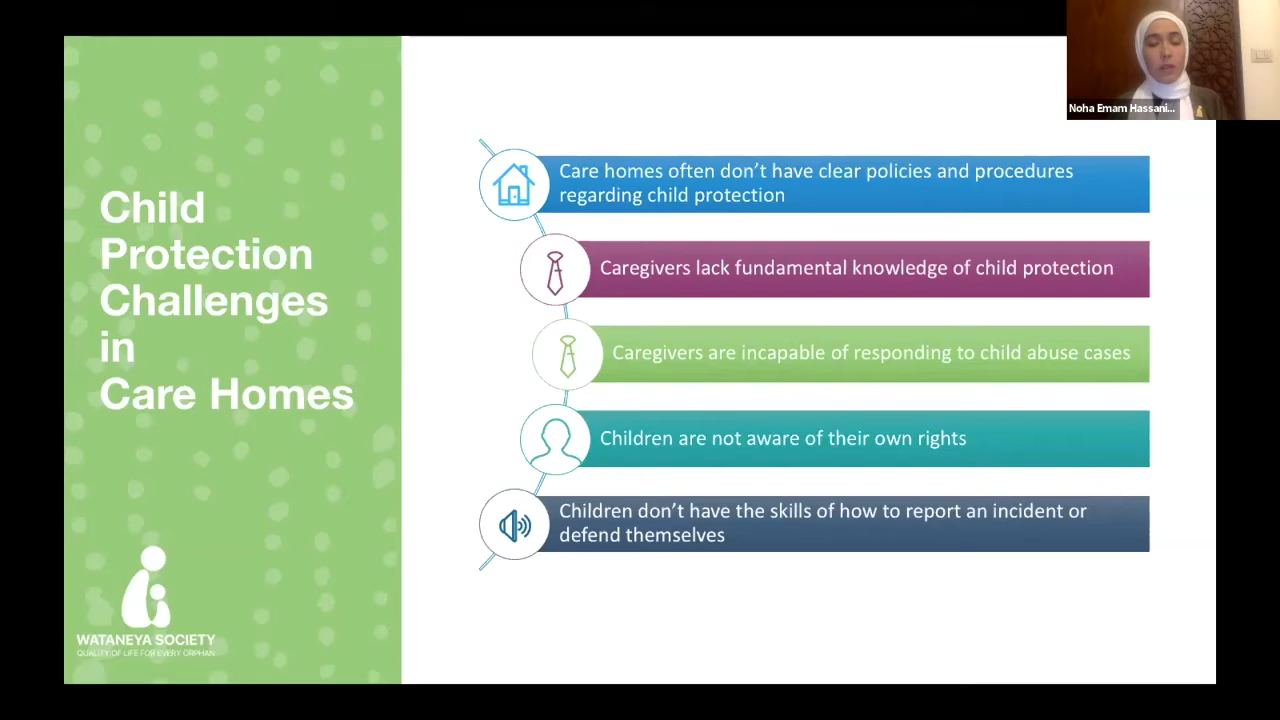 Noha Emam Hassani...
Child
Protection
Challenges
in
Care Homes
Care homes often don’t have clear policies and procedures
regarding child protection
Caregivers lack fundamental knowledge of child protection
Caregivers are incapable of responding to child abuse cases
Children are not aware of their own rights
Children don’t have the skills of how to report an incident or
defend themselves
WATANEYA SOCIETY
QUALITY OF LIFE FOR EVERY ORPHAN